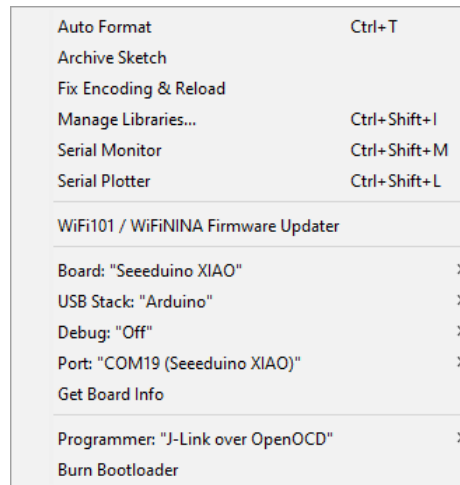 Auto Format Ctrl+T
Archive Sketch
Fix Encoding & Reload
Manage Libraries... Ctrl+Shift+I
Serial Monitor Ctrl+Shift+M
Serial Plotter Ctrl+Shift+L
WiFi101 / WiFiNINA Firmware Updater
Board: "Seeeduino XIAO"
USB Stack: "Arduino"
Debug: "Off"
Port: "COM19 (Seeeduino XIAO)"
Get Board Info
Programmer: "J-Link over OpenOCD"
Burn Bootloader